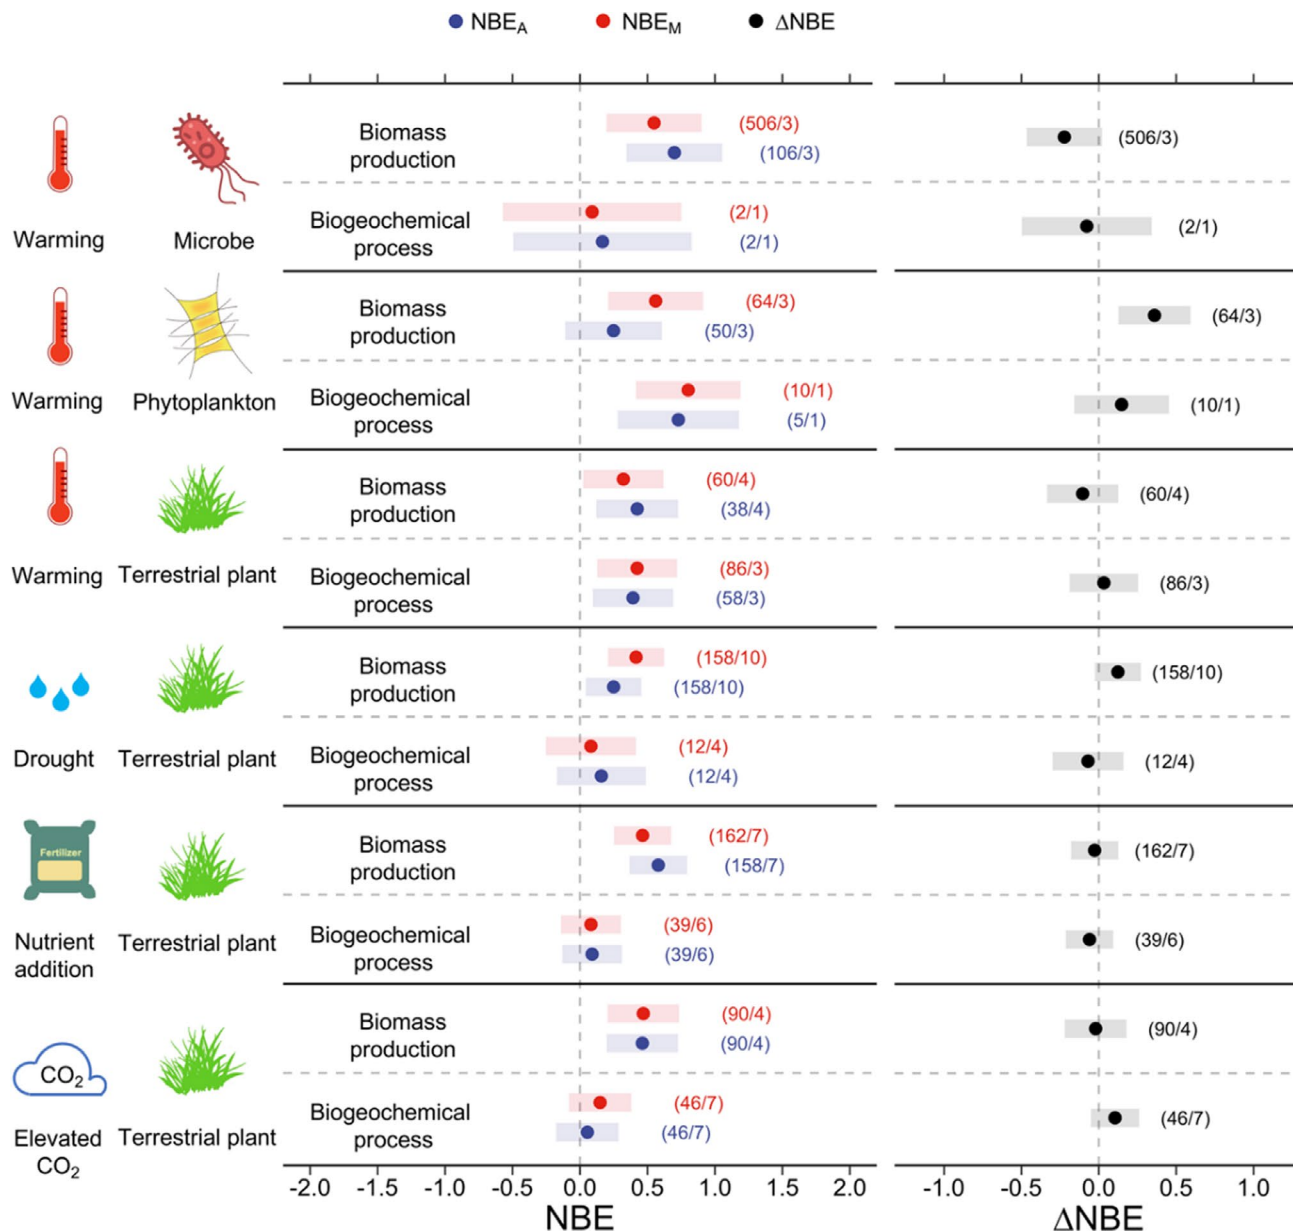 NBEA NBEM ΔNBE
-2.0 -1.5 -1.0 -0.5 0.0 0.5 1.0 1.5 2.0 -1.0 -0.5 0.0 0.5 1.0
Biomass
production
(506/3)
(106/3)
(506/3)
Warming Microbe
Biogeochemical
process
(2/1)
(2/1)
(2/1)
Biomass
production
(64/3)
(50/3)
(64/3)
Warming Phytoplankton
Biogeochemical
process
(10/1)
(5/1)
(10/1)
Biomass
production
(60/4)
(38/4)
(60/4)
Warming Terrestrial plant
Biogeochemical
process
(86/3)
(58/3)
(86/3)
Biomass
production
(158/10)
(158/10)
(158/10)
Drought Terrestrial plant
Biogeochemical
process
(12/4)
(12/4)
(12/4)
Fertilizer
Biomass
production
(162/7)
(158/7)
(162/7)
Nutrient
addition
Terrestrial plant
Biogeochemical
process
(39/6)
(39/6)
(39/6)
CO2
Biomass
production
(90/4)
(90/4)
(90/4)
Elevated
CO2
Terrestrial plant
Biogeochemical
process
(46/7)
(46/7)
(46/7)
NBE ΔNBE